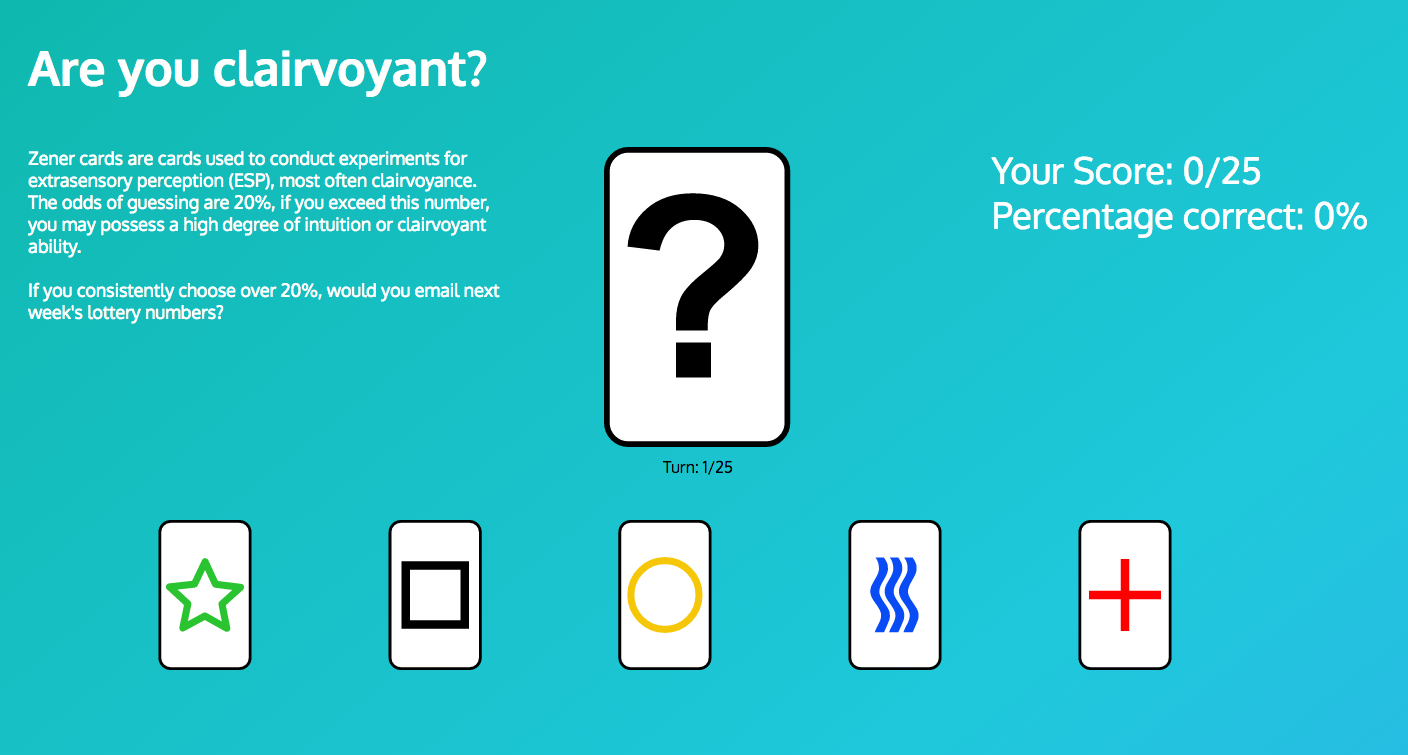 Are you clairvoyant?
Zener cards are cards used to conduct experiments for
extrasensory perception (ESP), most often clairvoyance.
The odds of guessing are 20%, if you exceed this number,
you may possess a high degree of intuition or clairvoyant
ability.
If you consistently choose over 20%, would you email next
week's lottery numbers?
?
Turn: 1/25
Your Score: 0/25
Percentage correct: 0%